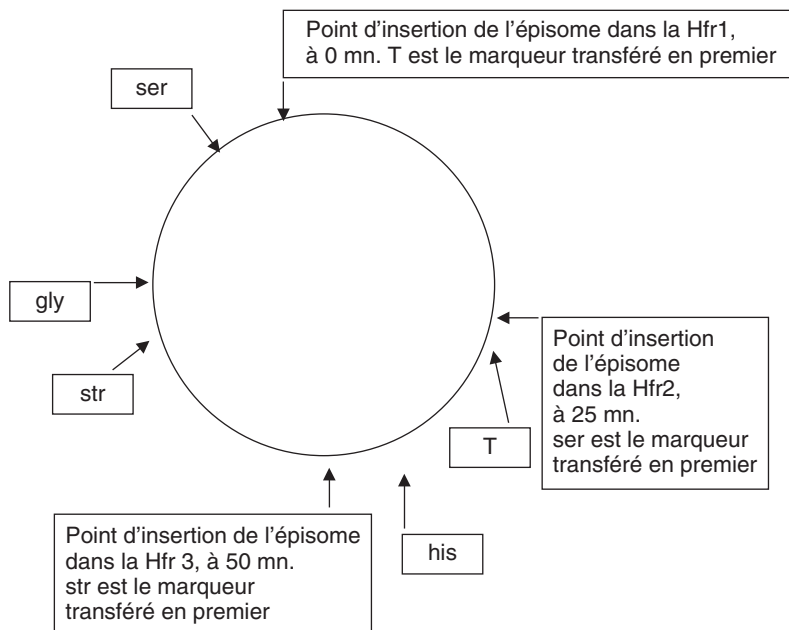 Point d'insertion de l'épisome dans la Hfr1,
à 0 mn. T est le marqueur transféré en premier
ser
gly
str
Point d'insertion
de l'épisome
dans la Hfr2,
à 25 mn.
ser est le marqueur
transféré en premier
T
his
Point d'insertion de l'épisome
dans la Hfr 3, à 50 mn.
str est le marqueur
transféré en premier